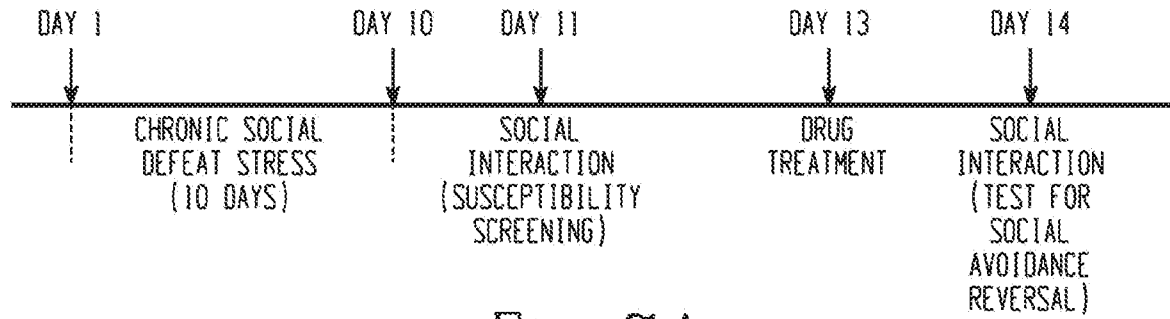 DAY 1 DAY 10 DAY 11 DAY 13 DAY 14
CHRONIC SOCIAL
DEFEAT STRESS
(10 DAYS)
SOCIAL
INTERACTION
(SUSCEPTIBILITY
SCREENING)
DRUG
TREATMENT
SOCIAL
INTERACTION
(TEST FOR
SOCIAL
AVOIDANCE
REVERSAL)